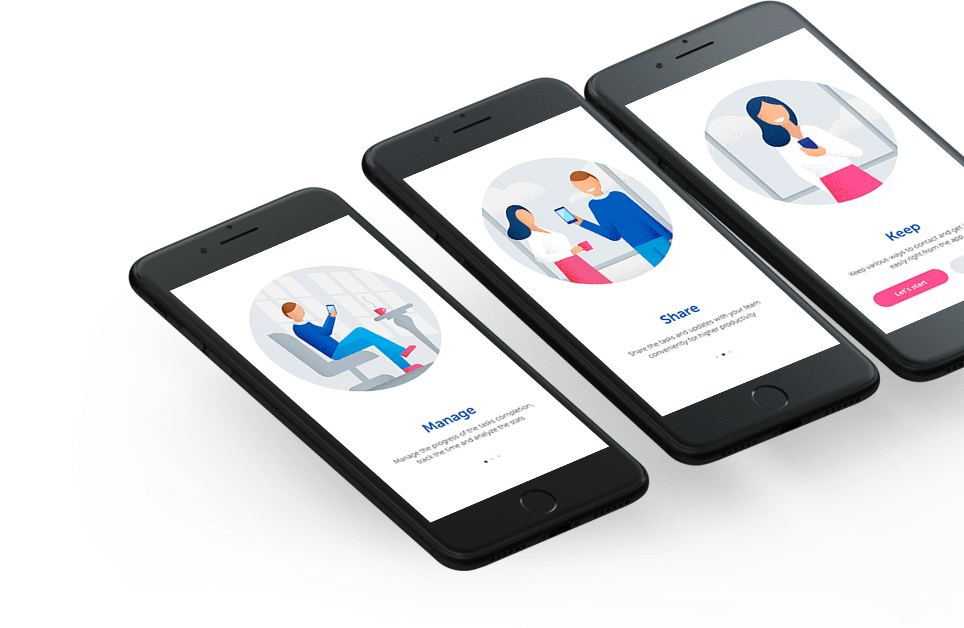 Manage
Manage the progress of the tasks completion,
track the time and analyze the stats
Share
Share the tasks and updates with your team
conveniently for higher productivity
Keep
Keep various ways to contact and get
easily right from the app
Let's start